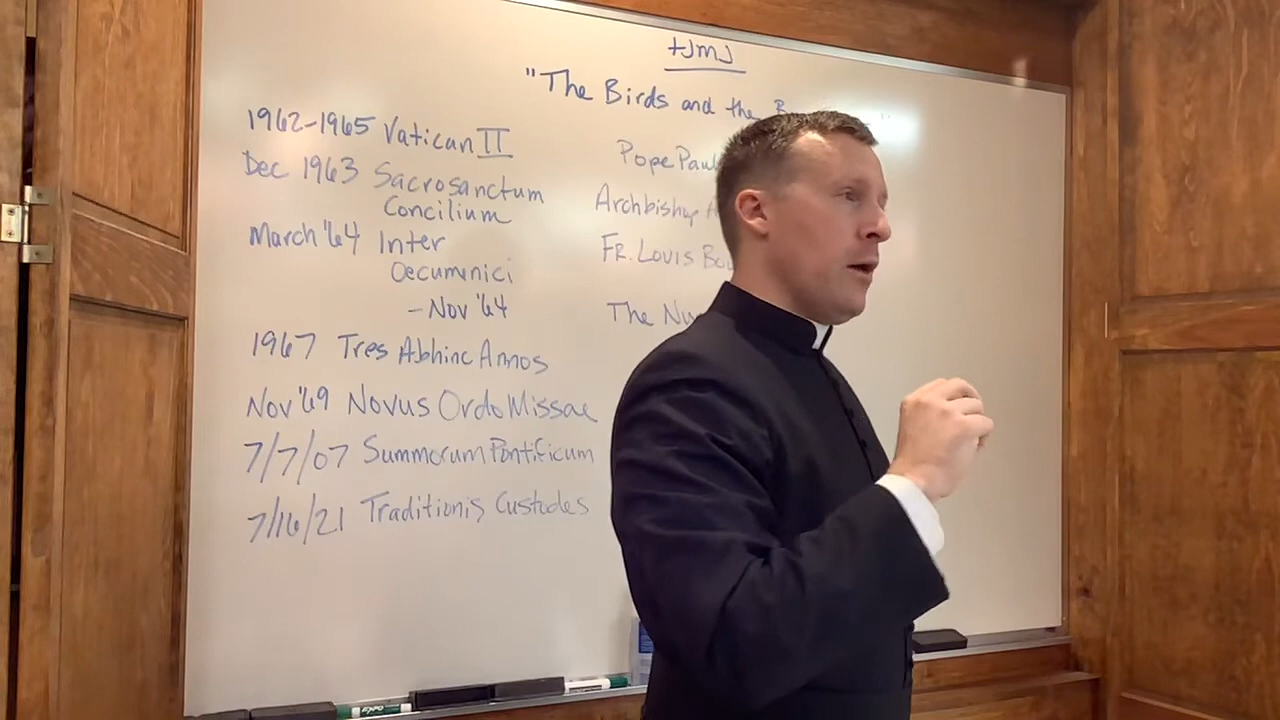 +JMJ
"The Birds and the
1962-1965 Vatican II
Dec 1963 Sacrosanctum
Concilium
March '64 Inter
Oecumenici
- Nov '64
1967 Tres Abhinc Annos
Nov '69 Novus Ordo Missae
7/7/07 Summorum Pontificum
7/16/21 Traditionis Custodes
Pope Paul
Archbishop
Fr. Louis
The
EXPO